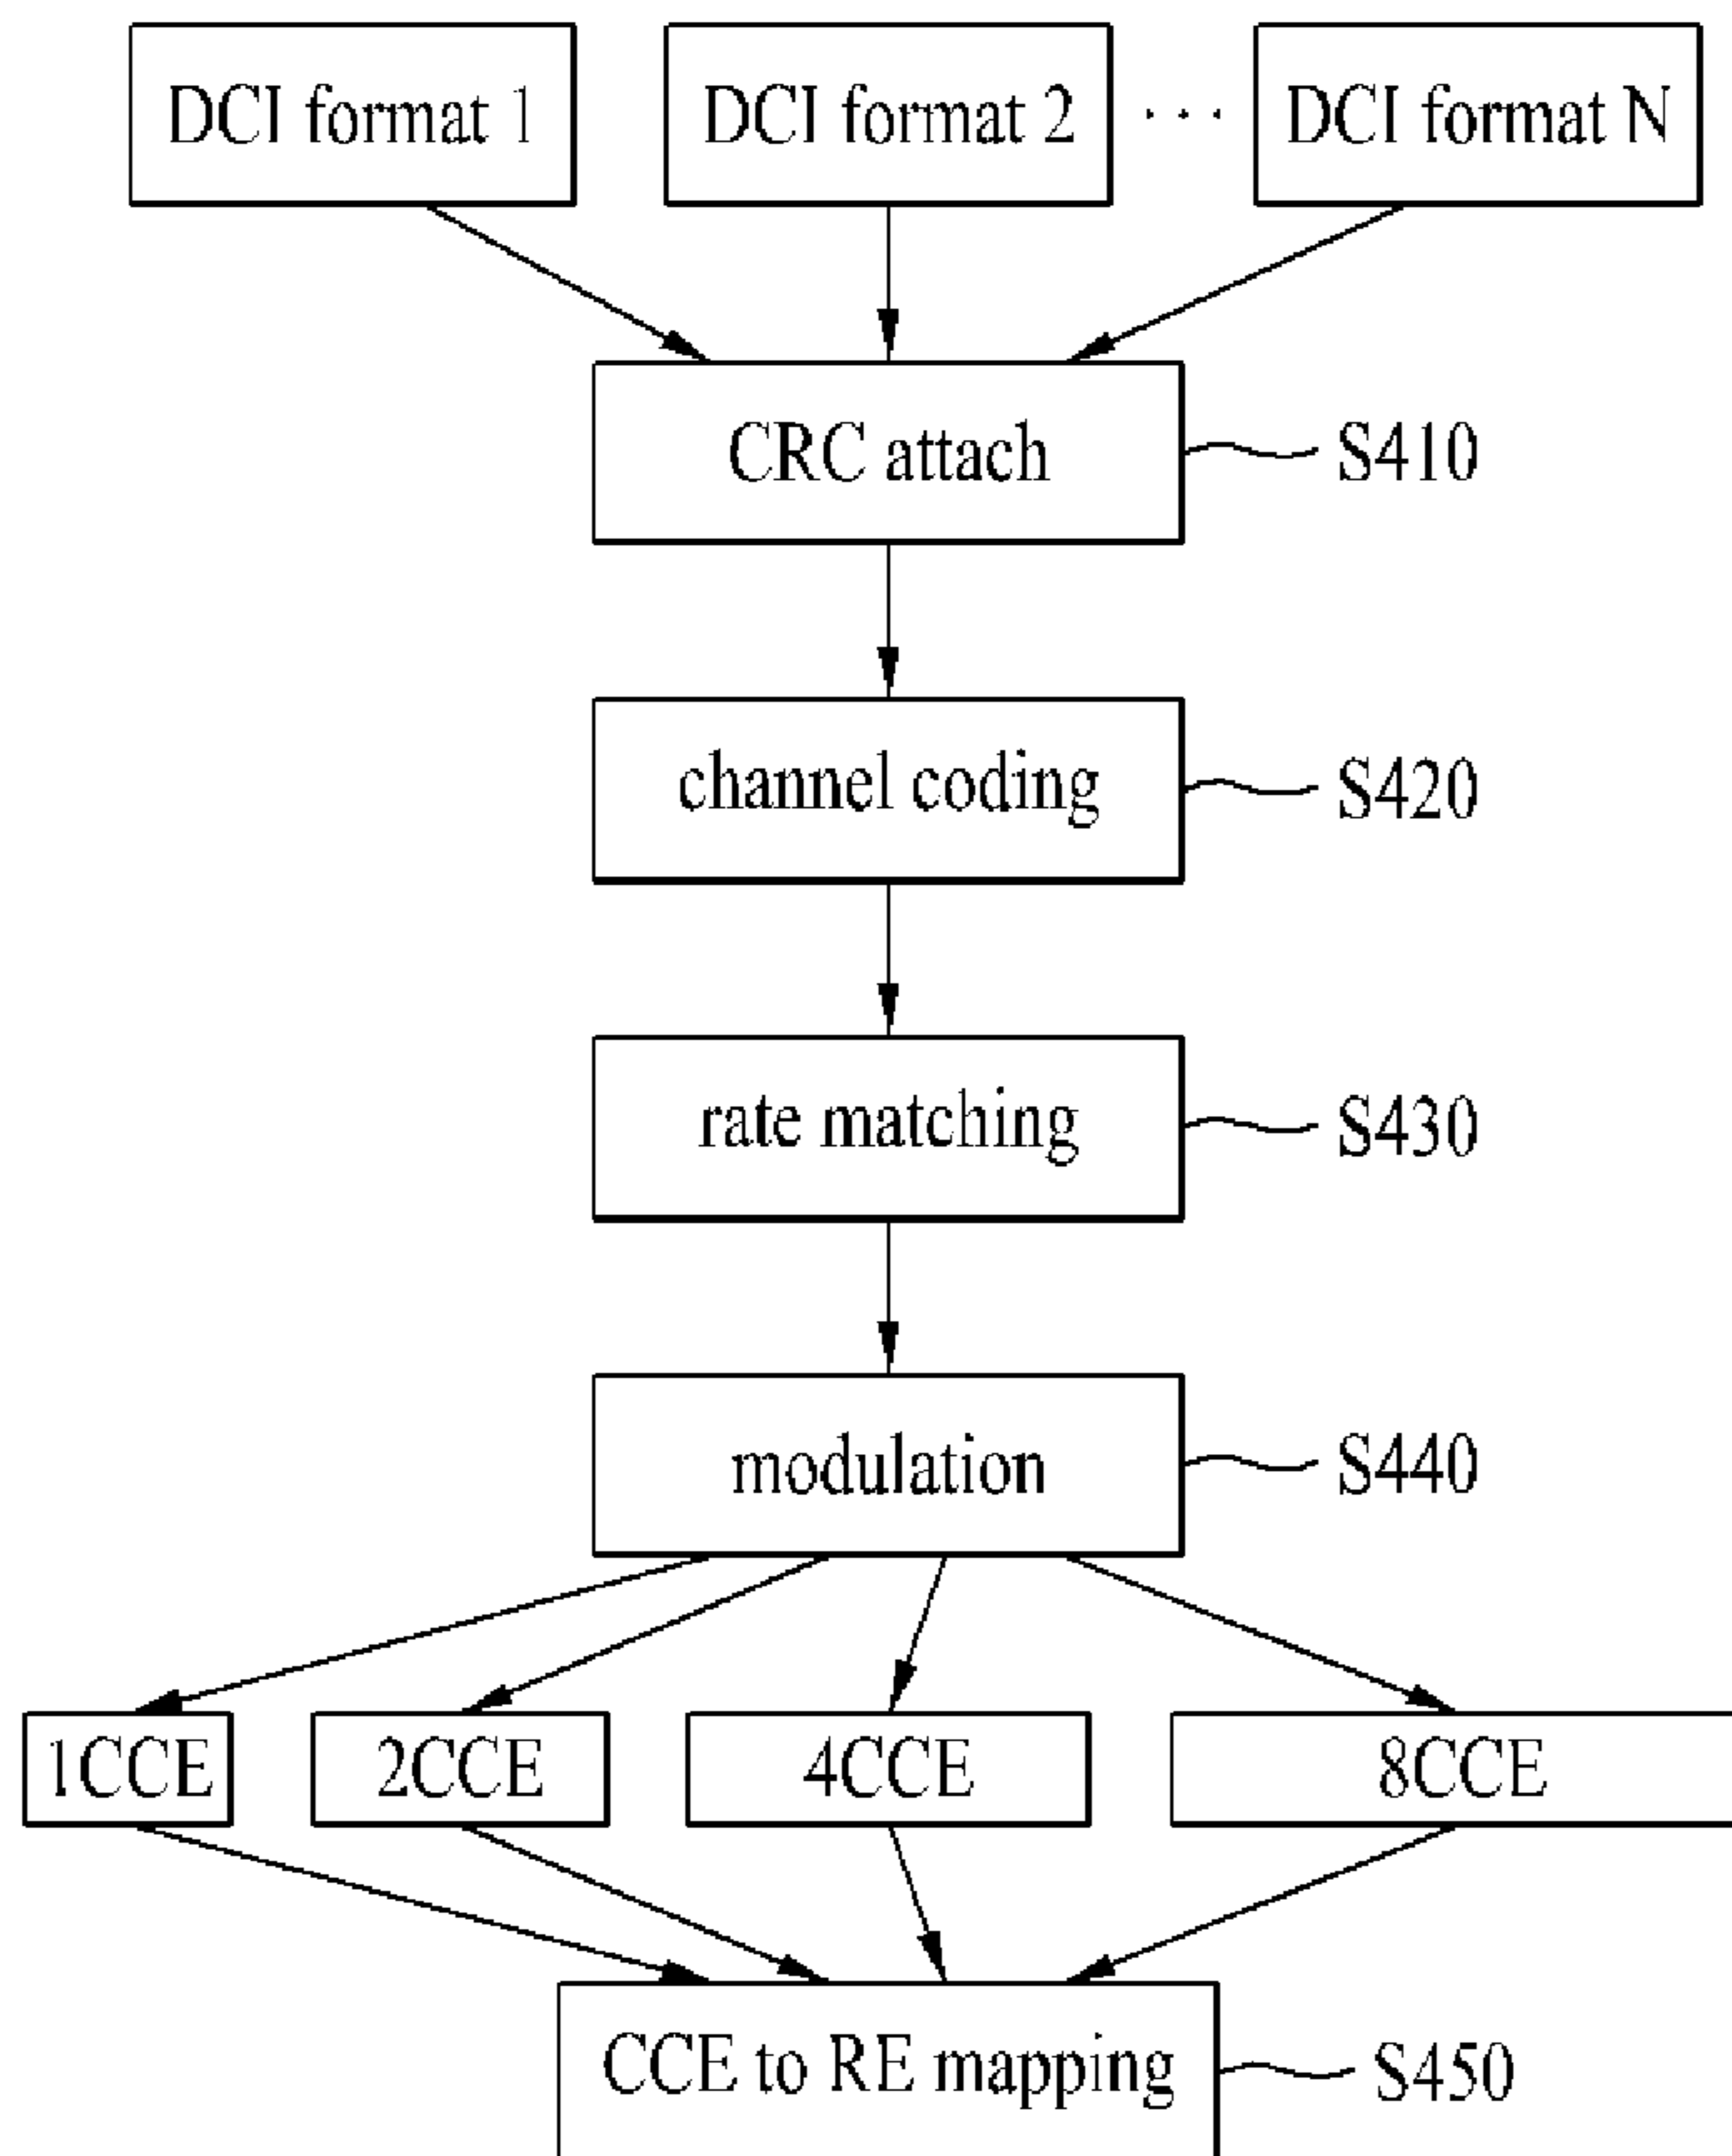 DCI format 1
DCI format 2
· · ·
DCI format N
CRC attach
S410
channel coding
S420
rate matching
S430
modulation
S440
1CCE
2CCE
4CCE
8CCE
CCE to RE mapping
S450